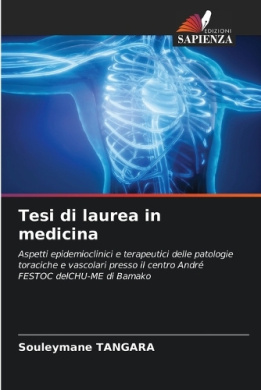 EDIZIONI
SAPIENZA
Tesi di laurea in
medicina
Aspetti epidemioclinici e terapeutici delle patologie
toraciche e vascolari presso il centro André
FESTOC delCHU-ME di Bamako
Souleymane TANGARA